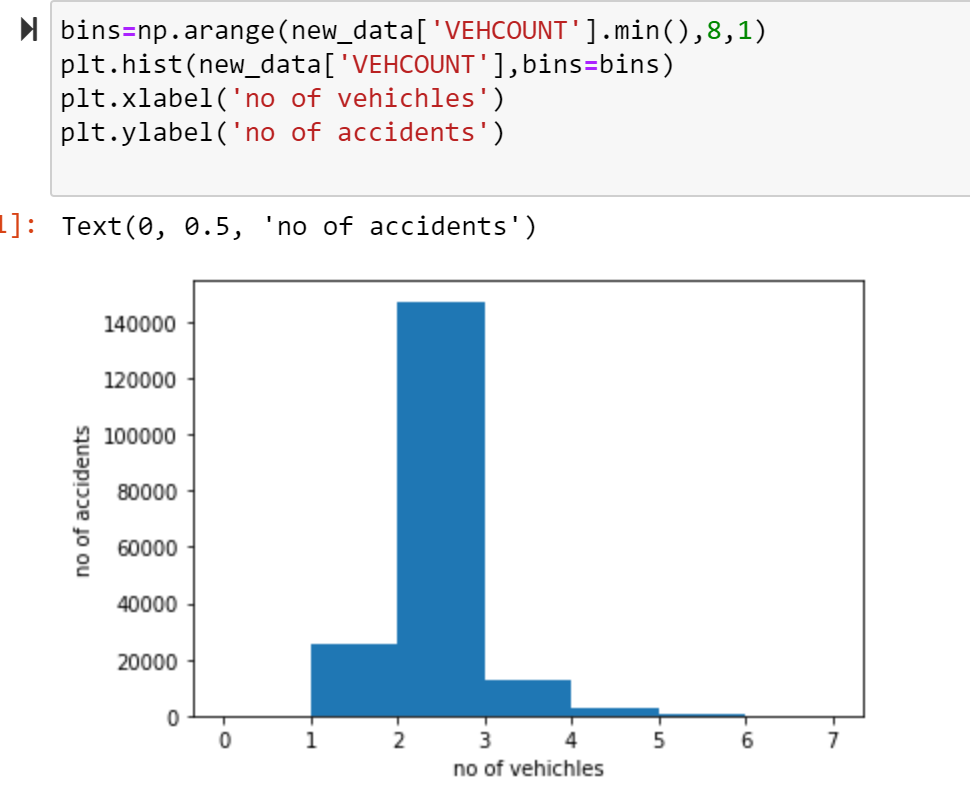 bins=np.arange(new_data['VEHCOUNT'].min(),8,1)
plt.hist(new_data['VEHCOUNT'],bins=bins)
plt.xlabel('no of vehichles')
plt.ylabel('no of accidents')
1]: Text(0, 0.5, 'no of accidents')
140000
120000
100000
80000
60000
40000
20000
0
no of accidents
0 1 2 3 4 5 6 7
no of vehichles